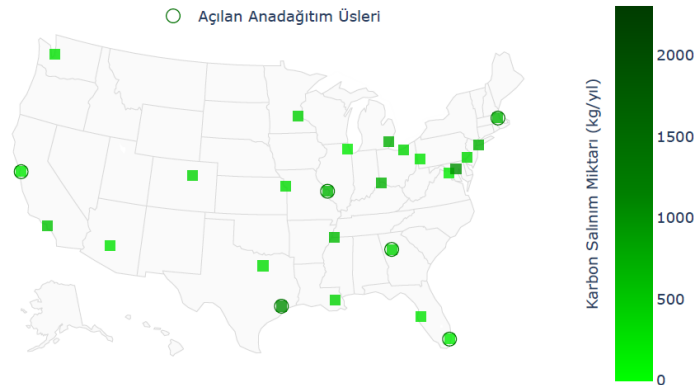 Açılan Anadağıtım Üsleri
Karbon Salınım Miktarı (kg/yıl)
2000
1500
1000
500
0